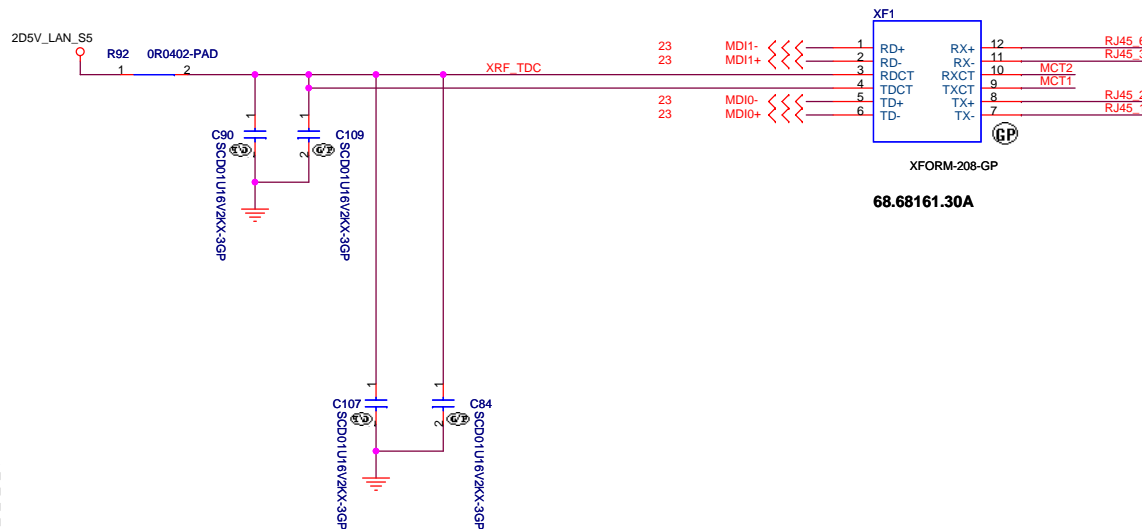 XF1
2D5V_LAN_S5
R92 0R0402-PAD
1 2
XRF_TDC
23 MDI1- 1 RD+ RX+ 12 RJ45_6
23 MDI1+ 2 RD- RX- 11 RJ45_3
3 RDCT RXCT 10 MCT2
4 TDCT TXCT 9 MCT1
23 MDI0- 5 TD+ TX+ 8 RJ45_2
23 MDI0+ 6 TD- TX- 7 RJ45_1
GP
XFORM-208-GP
68.68161.30A
1 1
C90 C109
2 G/P
SCD01U16V2KX-3GP
SCD01U16V2KX-3GP
1 1
C107 C84
2 G/P
SCD01U16V2KX-3GP
SCD01U16V2KX-3GP